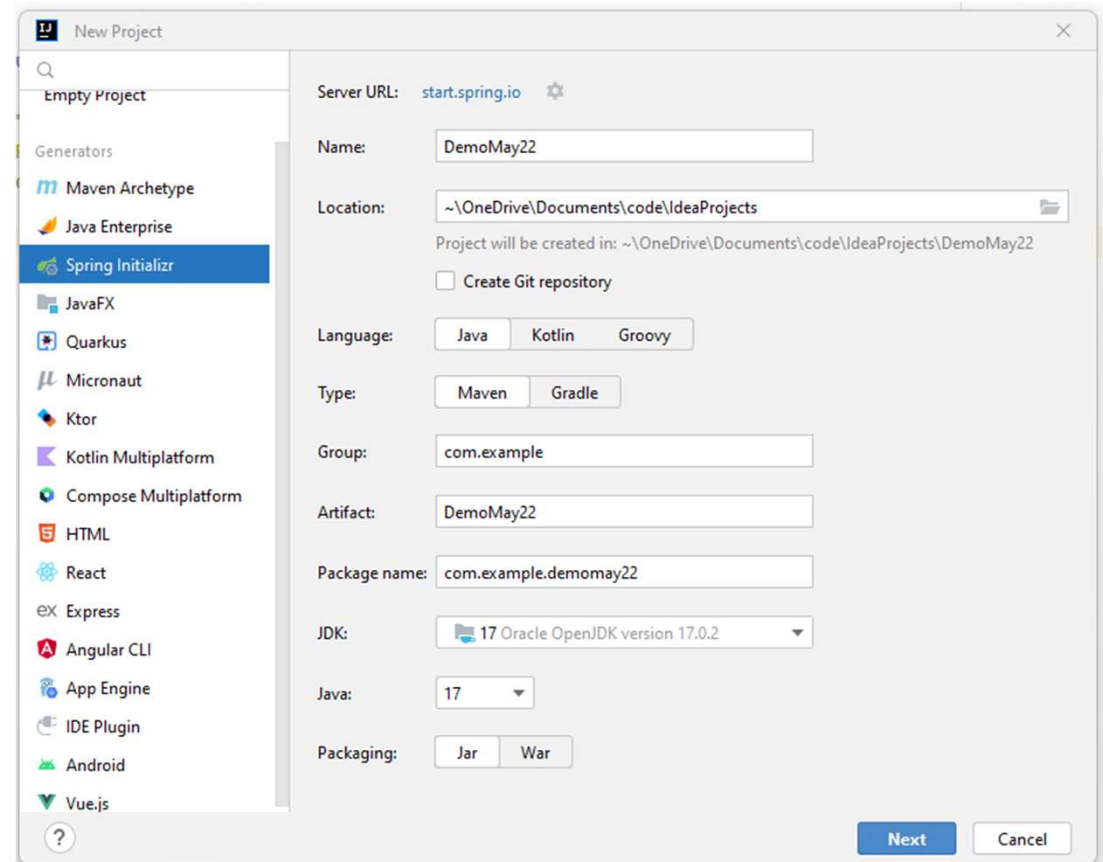 New Project
Empty Project
Generators
Maven Archetype
Java Enterprise
Spring Initializr
JavaFX
Quarkus
Micronaut
Ktor
Kotlin Multiplatform
Compose Multiplatform
HTML
React
ex Express
Angular CLI
App Engine
IDE Plugin
Android
Vue.js
Server URL: start.spring.io
Name: DemoMay22
Location: ~\OneDrive\Documents\code\IdeaProjects
Project will be created in: ~\OneDrive\Documents\code\IdeaProjects\DemoMay22
Create Git repository
Language: Java Kotlin Groovy
Type: Maven Gradle
Group: com.example
Artifact: DemoMay22
Package name: com.example.demomay22
JDK: 17 Oracle OpenJDK version 17.0.2
Java: 17
Packaging: Jar War
? Next Cancel